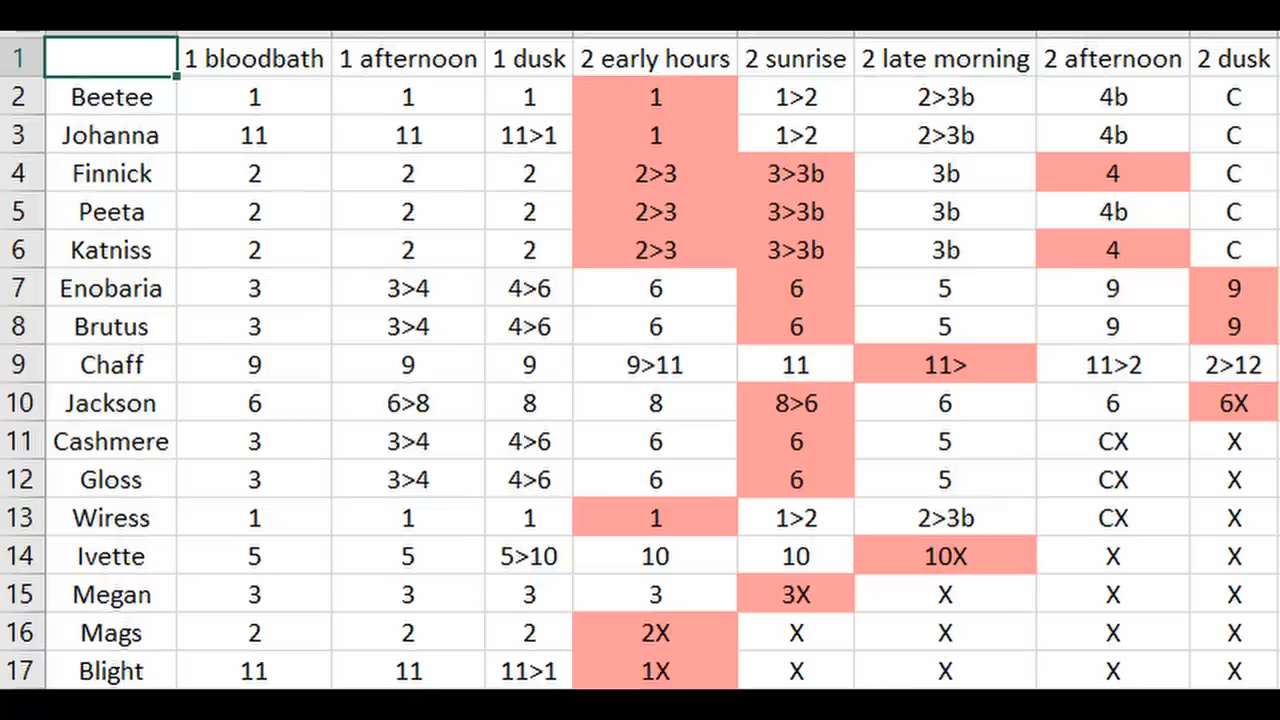 1 1 bloodbath 1 afternoon 1 dusk 2 early hours 2 sunrise 2 late morning 2 afternoon 2 dusk
2 Beetee 1 1 1 1 1>2 2>3b 4b C
3 Johanna 11 11 11>1 1 1>2 2>3b 4b C
4 Finnick 2 2 2 2>3 3>3b 3b 4 C
5 Peeta 2 2 2 2>3 3>3b 3b 4b C
6 Katniss 2 2 2 2>3 3>3b 3b 4 C
7 Enobaria 3 3>4 4>6 6 6 5 9 9
8 Brutus 3 3>4 4>6 6 6 5 9 9
9 Chaff 9 9 9 9>11 11 11> 11>2 2>12
10 Jackson 6 6>8 8 8 8>6 6 6 6X
11 Cashmere 3 3>4 4>6 6 6 5 CX X
12 Gloss 3 3>4 4>6 6 6 5 CX X
13 Wiress 1 1 1 1 1>2 2>3b CX X
14 Ivette 5 5 5>10 10 10 10X X X
15 Megan 3 3 3 3 3X X X X
16 Mags 2 2 2 2X X X X X
17 Blight 11 11 11>1 1X X X X X